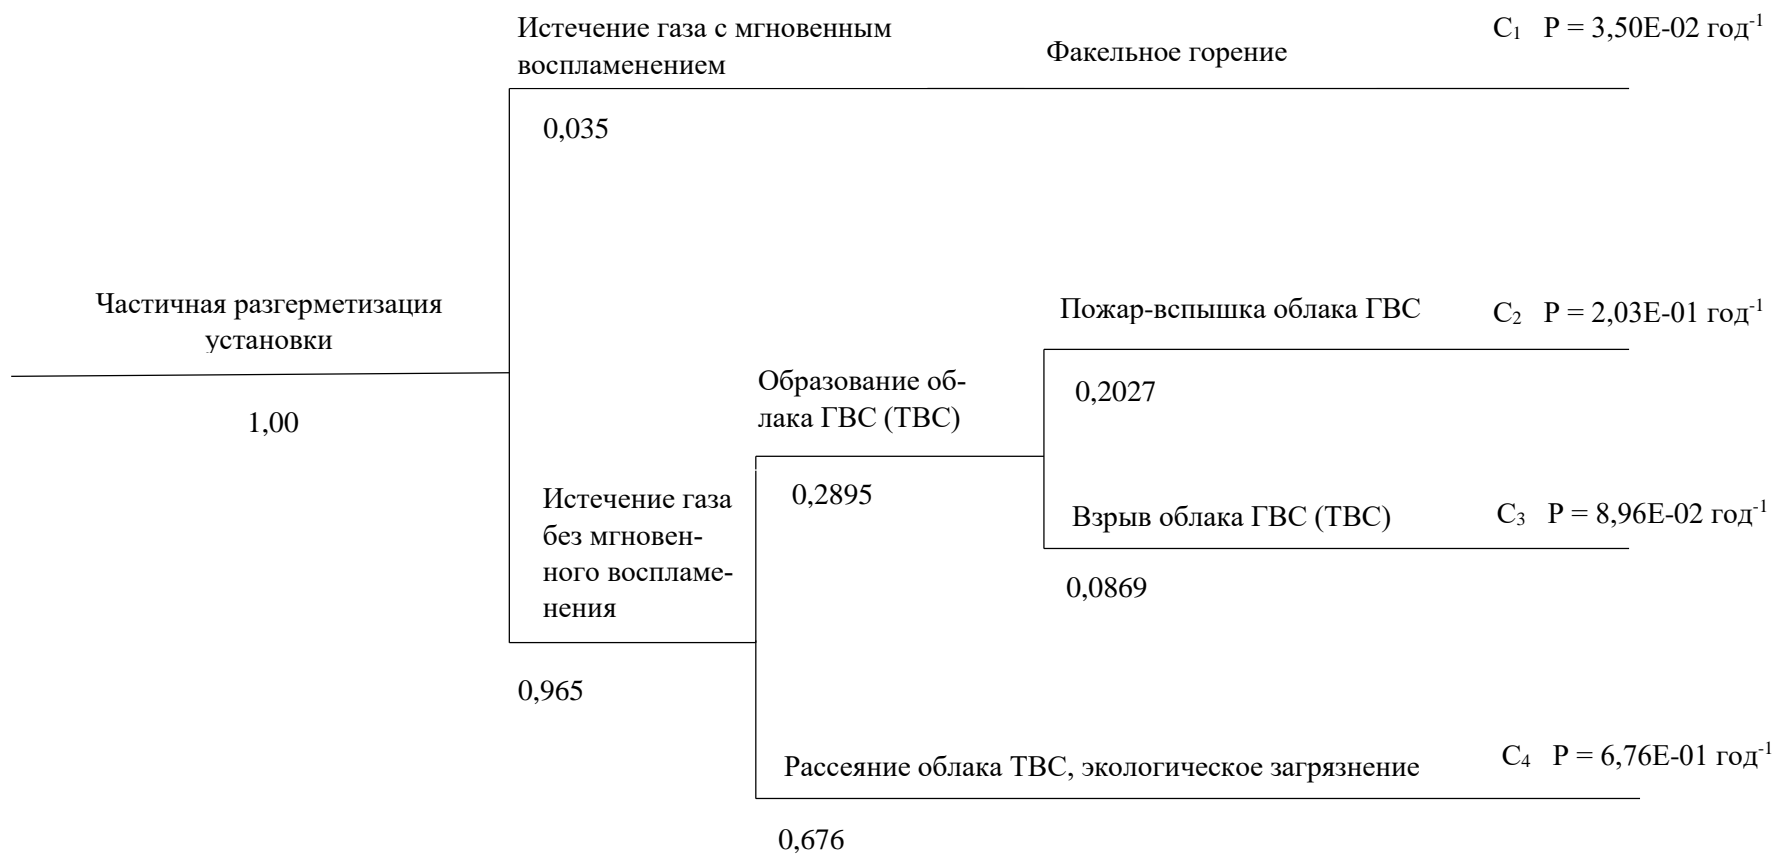 Истечение газа с мгновенным
воспламенением
Факельное горение
C₁ P = 3,50E-02 год⁻¹
0,035
Частичная разгерметизация
установки
1,00
Пожар-вспышка облака ГВС
C₂ P = 2,03E-01 год⁻¹
Образование об-
лака ГВС (ТВС)
0,2027
Истечение газа
без мгновен-
ного воспламе-
нения
0,2895
Взрыв облака ГВС (ТВС)
C₃ P = 8,96E-02 год⁻¹
0,0869
0,965
Рассеяние облака ТВС, экологическое загрязнение
C₄ P = 6,76E-01 год⁻¹
0,676